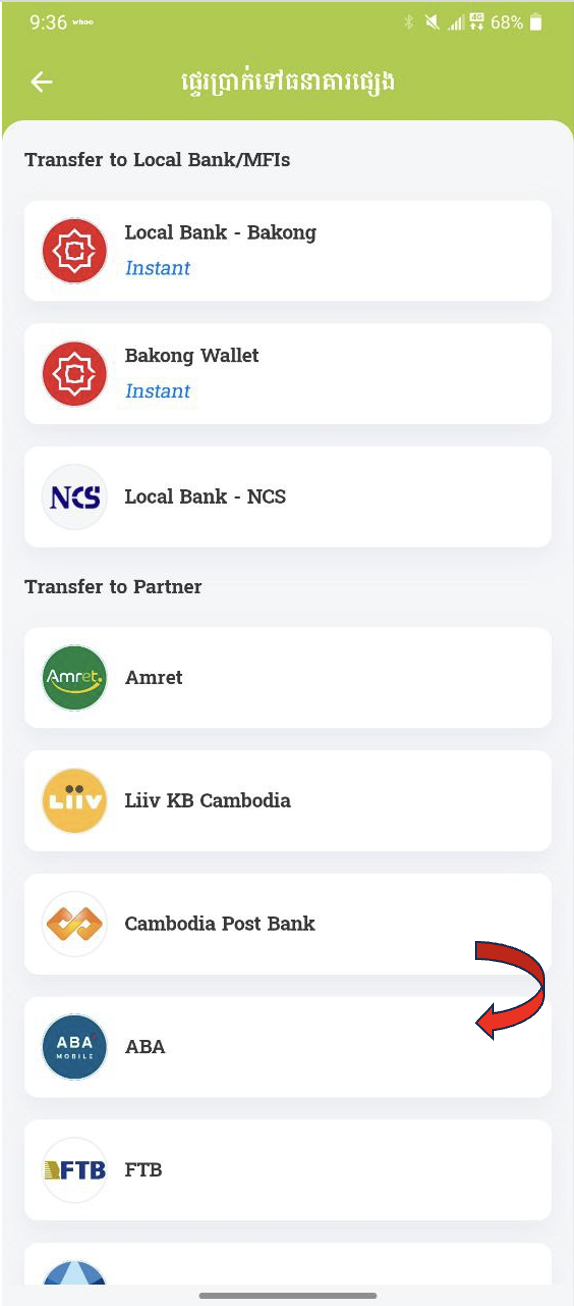 9:36 whoo 4G 68%
ផ្ទេរប្រាក់ទៅធនាគារផ្សេង
Transfer to Local Bank/MFIs
Local Bank - Bakong
Instant
Bakong Wallet
Instant
NCS
Local Bank - NCS
Transfer to Partner
Amret.
Amret
Liiv
Liiv KB Cambodia
Cambodia Post Bank
ABA'
MOBILE
ABA
FTB
FTB